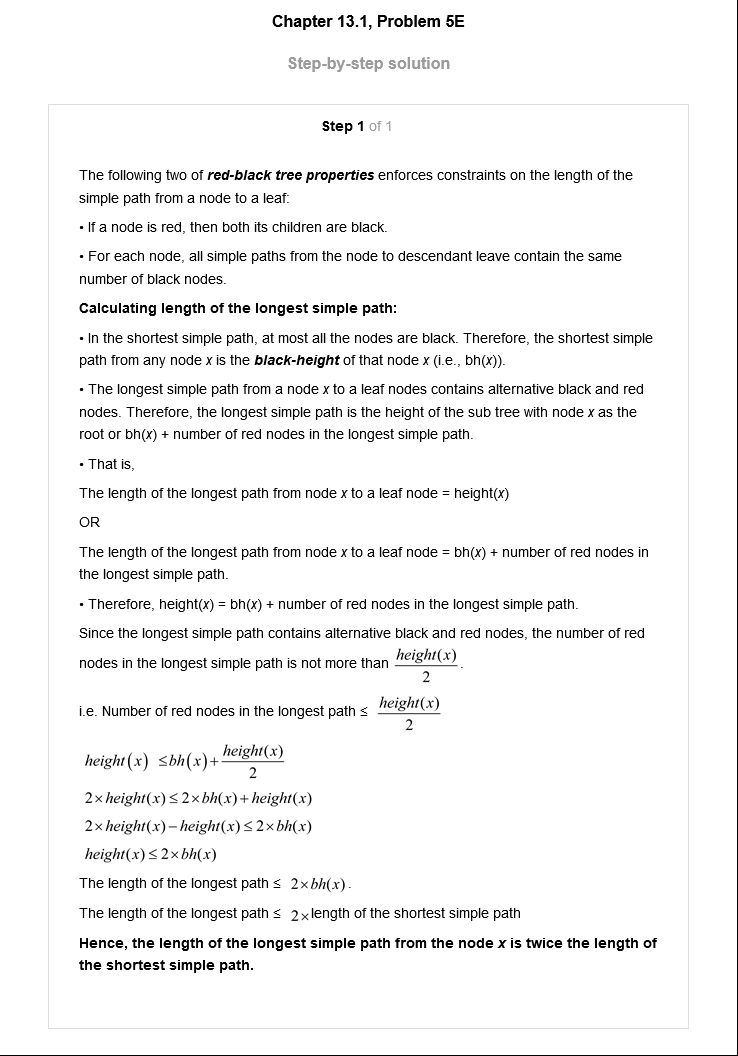 Chapter 13.1, Problem 5E
Step-by-step solution
Step 1 of 1
The following two of red-black tree properties enforces constraints on the length of the
simple path from a node to a leaf:
• If a node is red, then both its children are black.
• For each node, all simple paths from the node to descendant leave contain the same
number of black nodes.
Calculating length of the longest simple path:
• In the shortest simple path, at most all the nodes are black. Therefore, the shortest simple
path from any node x is the black-height of that node x (i.e., bh(x)).
• The longest simple path from a node x to a leaf nodes contains alternative black and red
nodes. Therefore, the longest simple path is the height of the sub tree with node x as the
root or bh(x) + number of red nodes in the longest simple path.
• That is,
The length of the longest path from node x to a leaf node = height(x)
OR
The length of the longest path from node x to a leaf node = bh(x) + number of red nodes in
the longest simple path.
• Therefore, height(x) = bh(x) + number of red nodes in the longest simple path.
Since the longest simple path contains alternative black and red nodes, the number of red
nodes in the longest simple path is not more than height(x)/2.
i.e. Number of red nodes in the longest path ≤ height(x)/2
height(x) ≤ bh(x) + height(x)/2
2×height(x) ≤ 2×bh(x) + height(x)
2×height(x) − height(x) ≤ 2×bh(x)
height(x) ≤ 2×bh(x)
The length of the longest path ≤ 2×bh(x).
The length of the longest path ≤ 2×length of the shortest simple path
Hence, the length of the longest simple path from the node x is twice the length of
the shortest simple path.